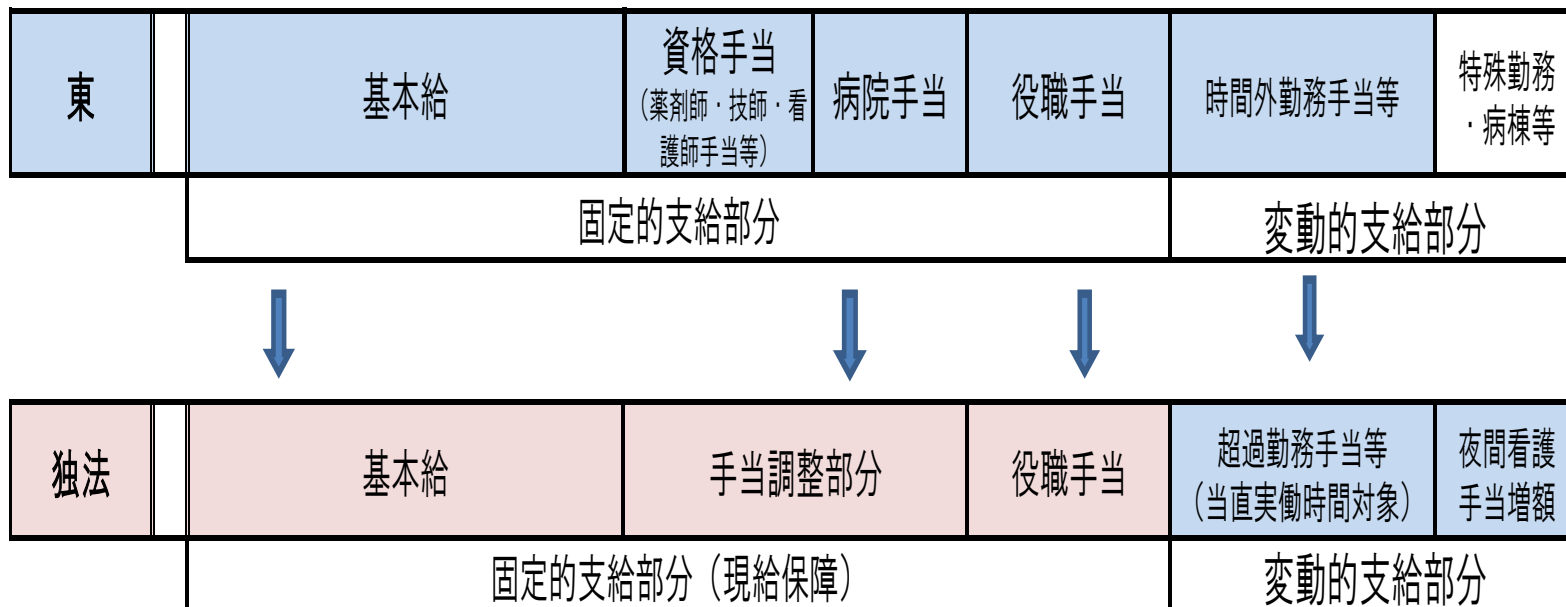 東
基本給
資格手当
（薬剤師・技師・看
護師手当等）
病院手当
役職手当
時間外勤務手当等
特殊勤務
・病棟等
固定的支給部分
変動的支給部分
独法
基本給
手当調整部分
役職手当
超過勤務手当等
（当直実働時間対象）
夜間看護
手当増額
固定的支給部分（現給保障）
変動的支給部分